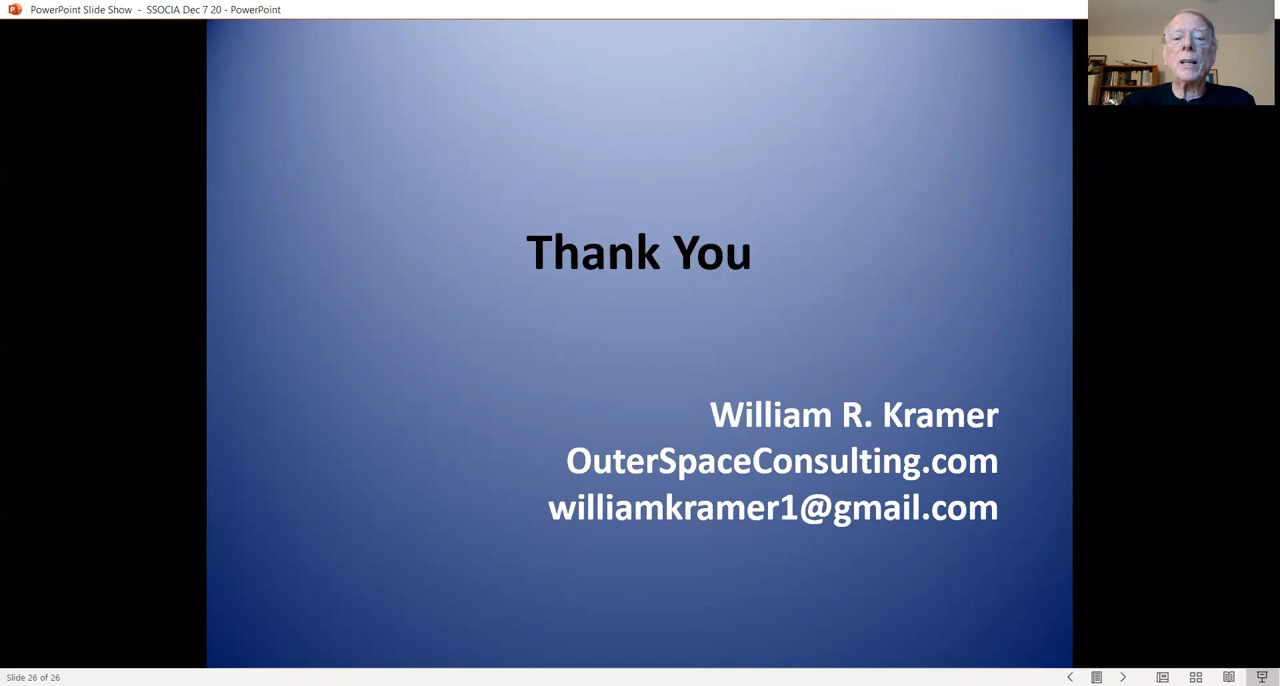 PowerPoint Slide Show - SSOCIA Dec 7 20 - PowerPoint
Thank You
William R. Kramer
OuterSpaceConsulting.com
williamkramer1@gmail.com
Slide 26 of 26